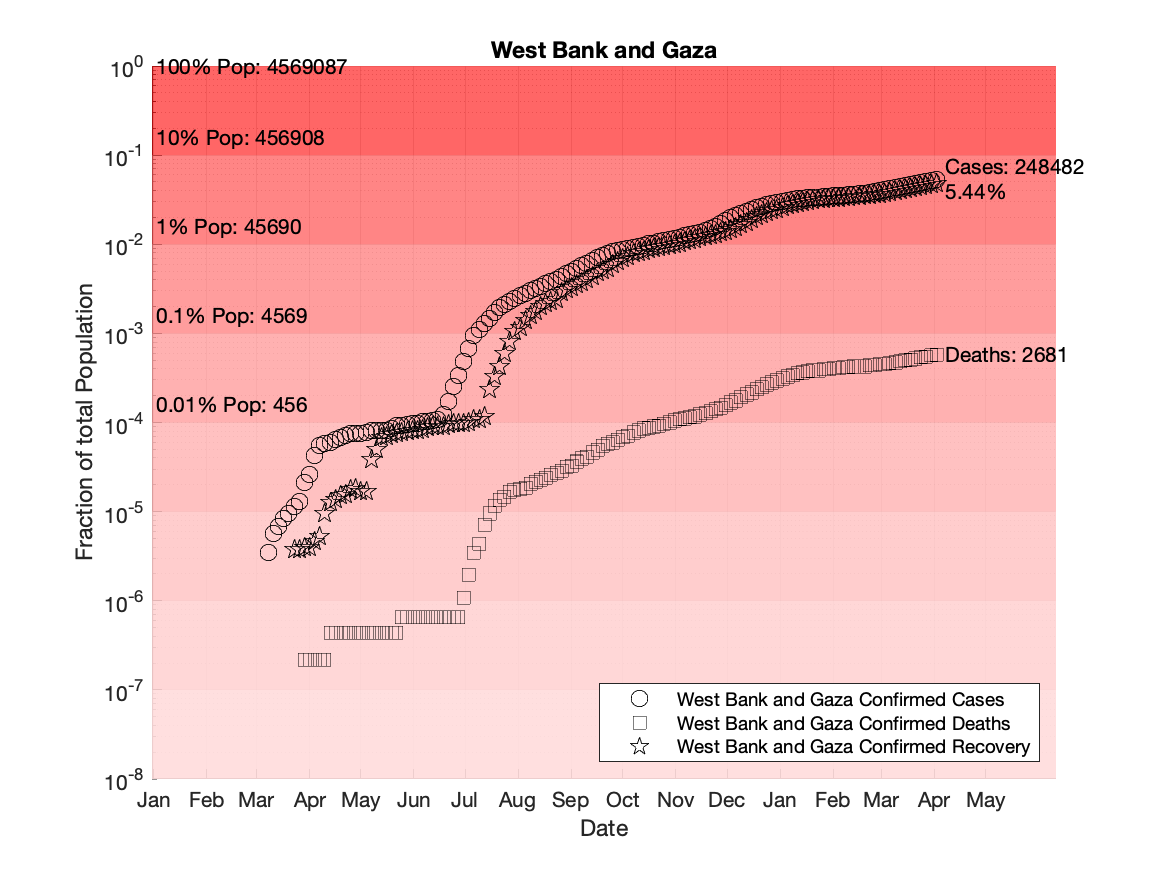 West Bank and Gaza
10^0
100% Pop: 4569087
10% Pop: 456908
10^-1
Cases: 248482
5.44%
1% Pop: 45690
10^-2
0.1% Pop: 4569
10^-3
Deaths: 2681
0.01% Pop: 456
10^-4
10^-5
10^-6
10^-7
10^-8
Fraction of total Population
West Bank and Gaza Confirmed Cases
West Bank and Gaza Confirmed Deaths
West Bank and Gaza Confirmed Recovery
Jan Feb Mar Apr May Jun Jul Aug Sep Oct Nov Dec Jan Feb Mar Apr May
Date